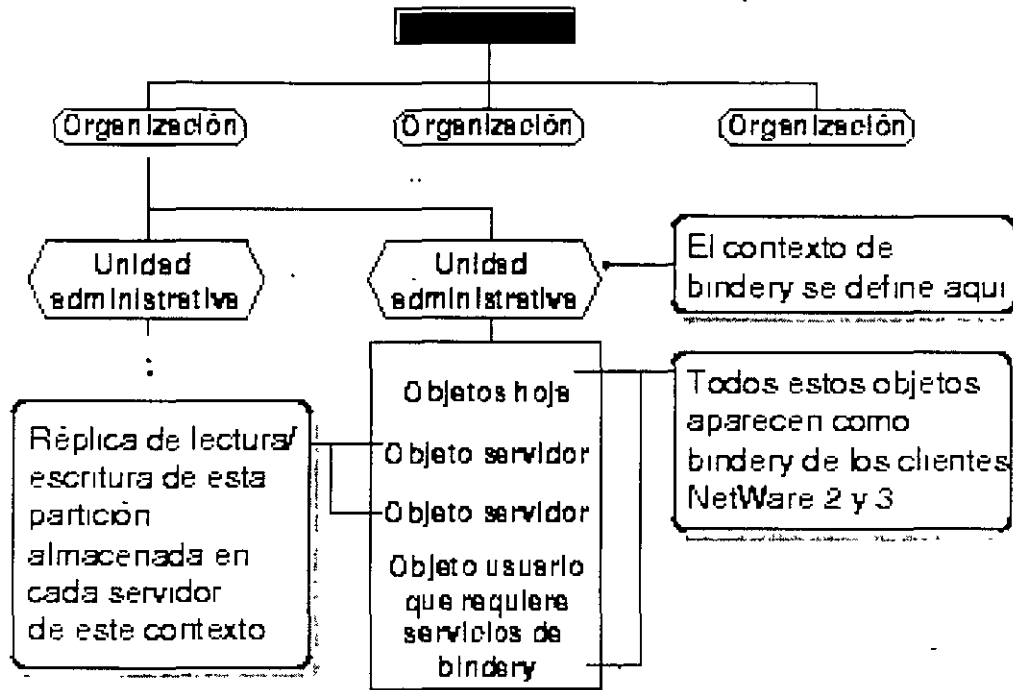 Organización
Organización
Organización
Unidad
administrativa
Unidad
administrativa
El contexto de
bindery se define aquí
Objetos hoja
Objeto servidor
Objeto servidor
Objeto usuario
que requiere
servicios de
bindery
Todos estos objetos
aparecen como
bindery de los clientes
NetWare 2 y 3
Réplica de lectura/
escritura de esta
partición
almacenada en
cada servidor
de este contexto